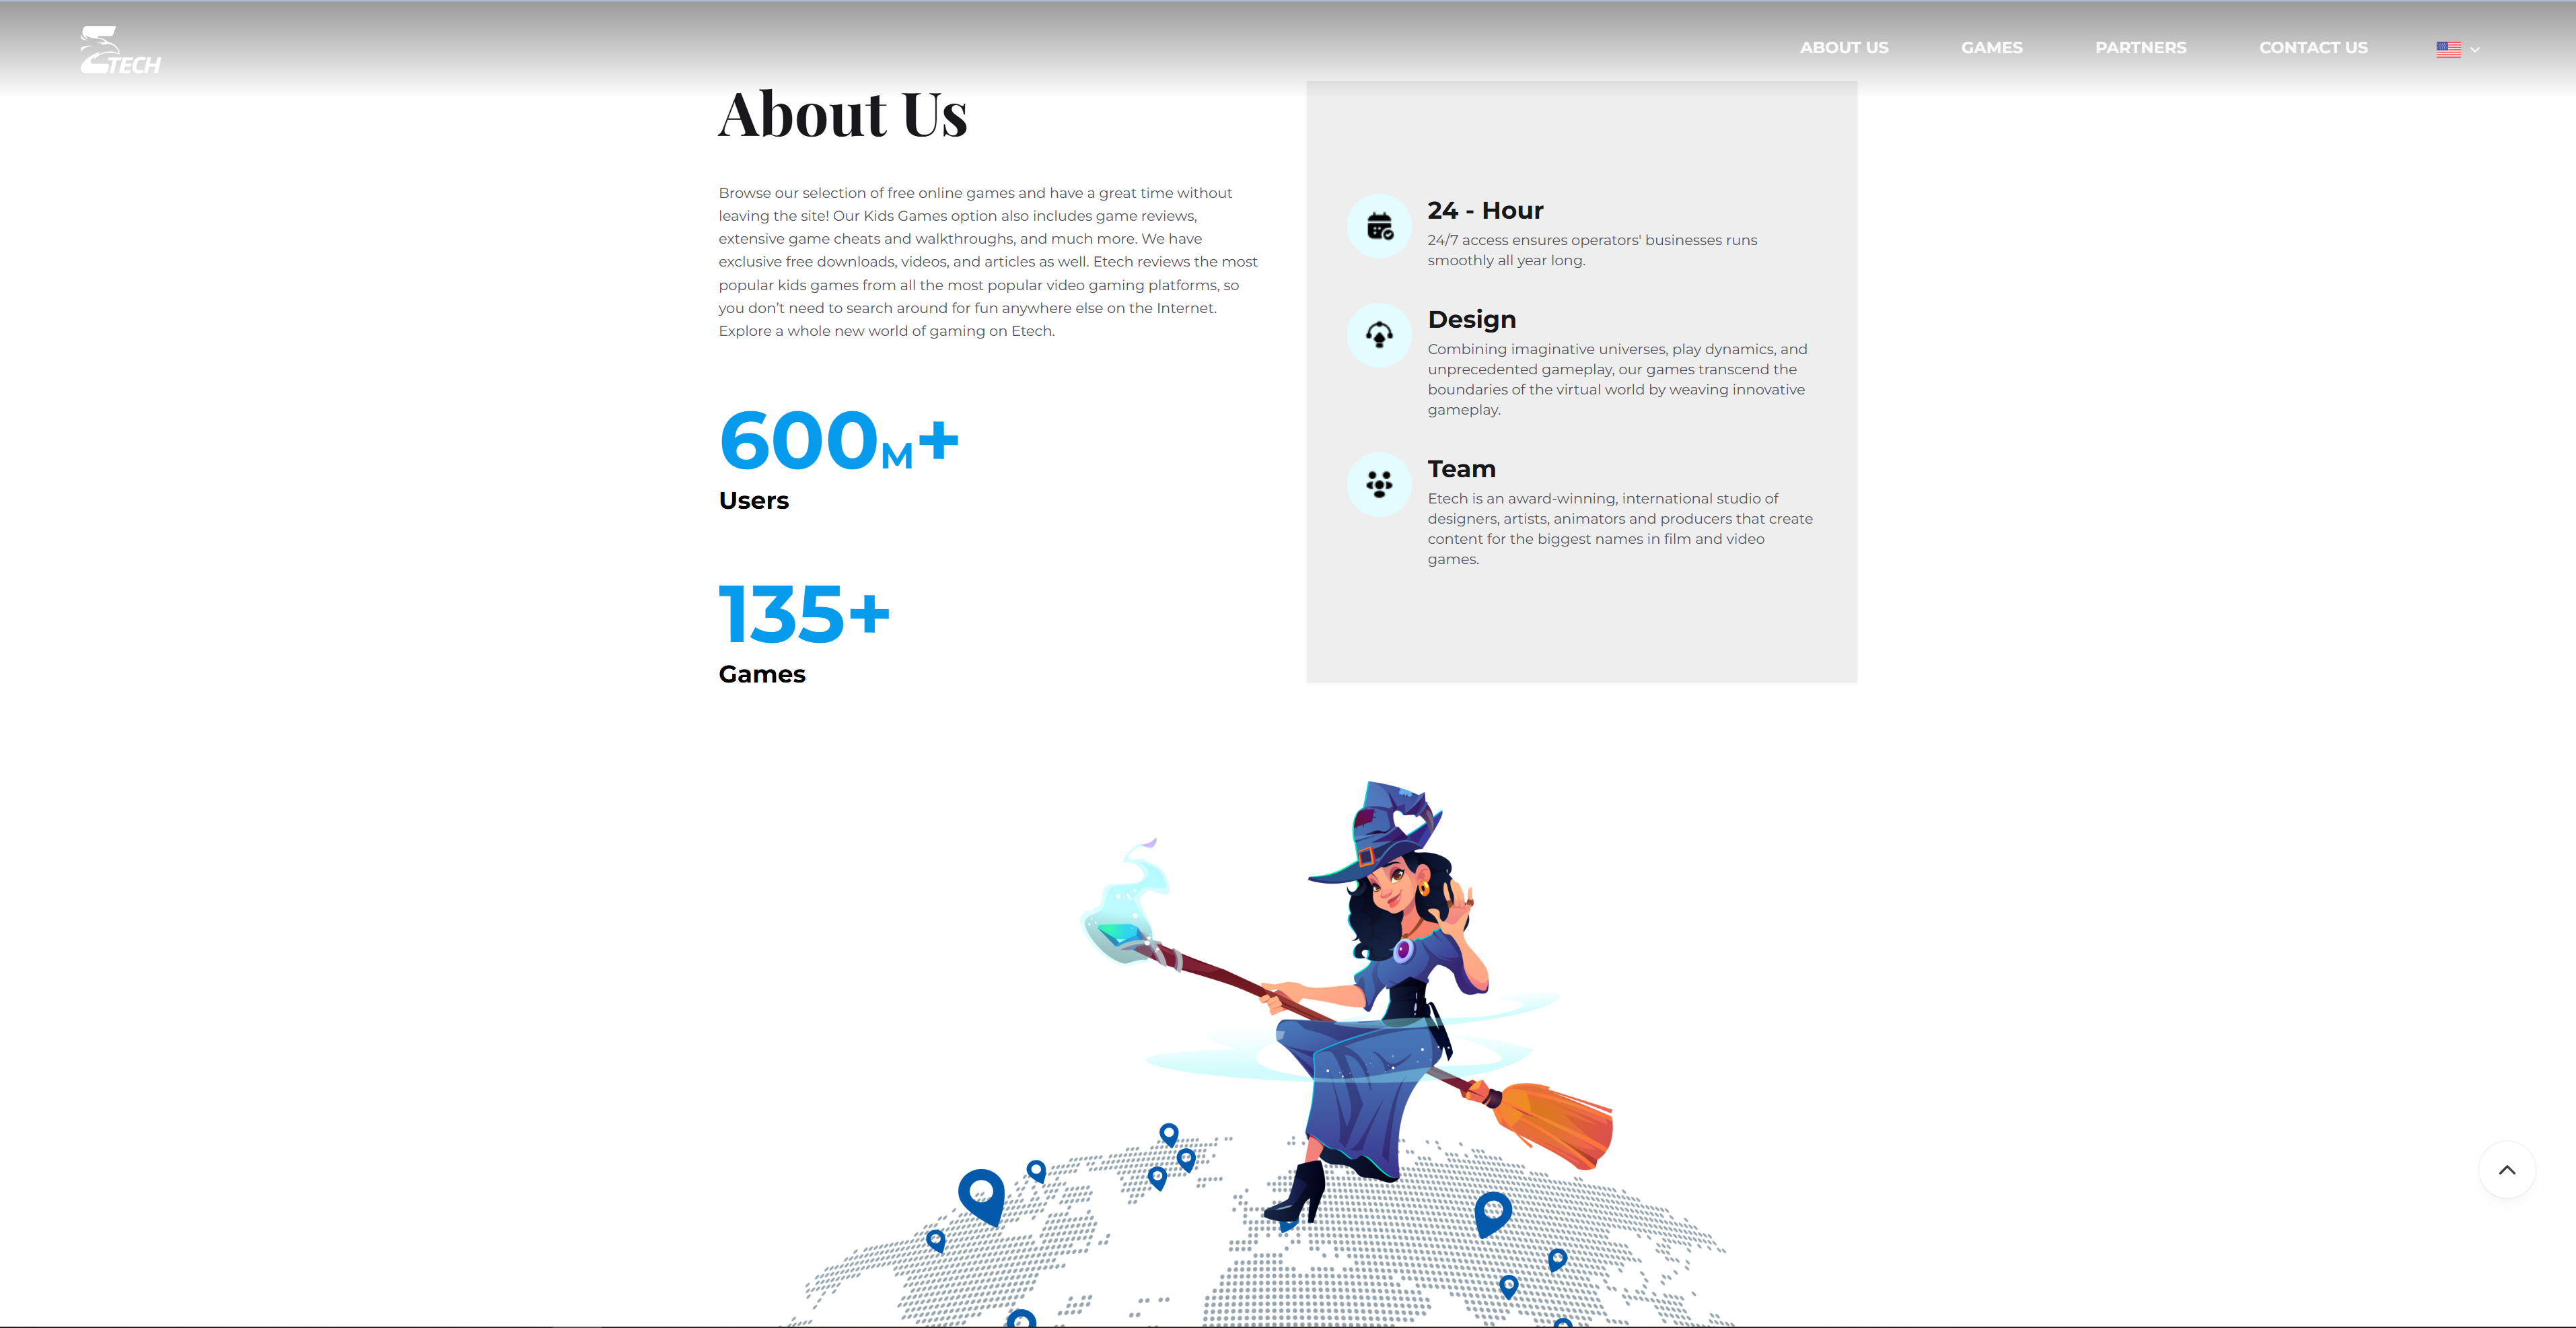 ETECH
ABOUT US
GAMES
PARTNERS
CONTACT US
About Us
Browse our selection of free online games and have a great time without
leaving the site! Our Kids Games option also includes game reviews,
extensive game cheats and walkthroughs, and much more. We have
exclusive free downloads, videos, and articles as well. Etech reviews the most
popular kids games from all the most popular video gaming platforms, so
you don’t need to search around for fun anywhere else on the Internet.
Explore a whole new world of gaming on Etech.
600M+
Users
135+
Games
24 - Hour
24/7 access ensures operators' businesses runs
smoothly all year long.
Design
Combining imaginative universes, play dynamics, and
unprecedented gameplay, our games transcend the
boundaries of the virtual world by weaving innovative
gameplay.
Team
Etech is an award-winning, international studio of
designers, artists, animators and producers that create
content for the biggest names in film and video
games.